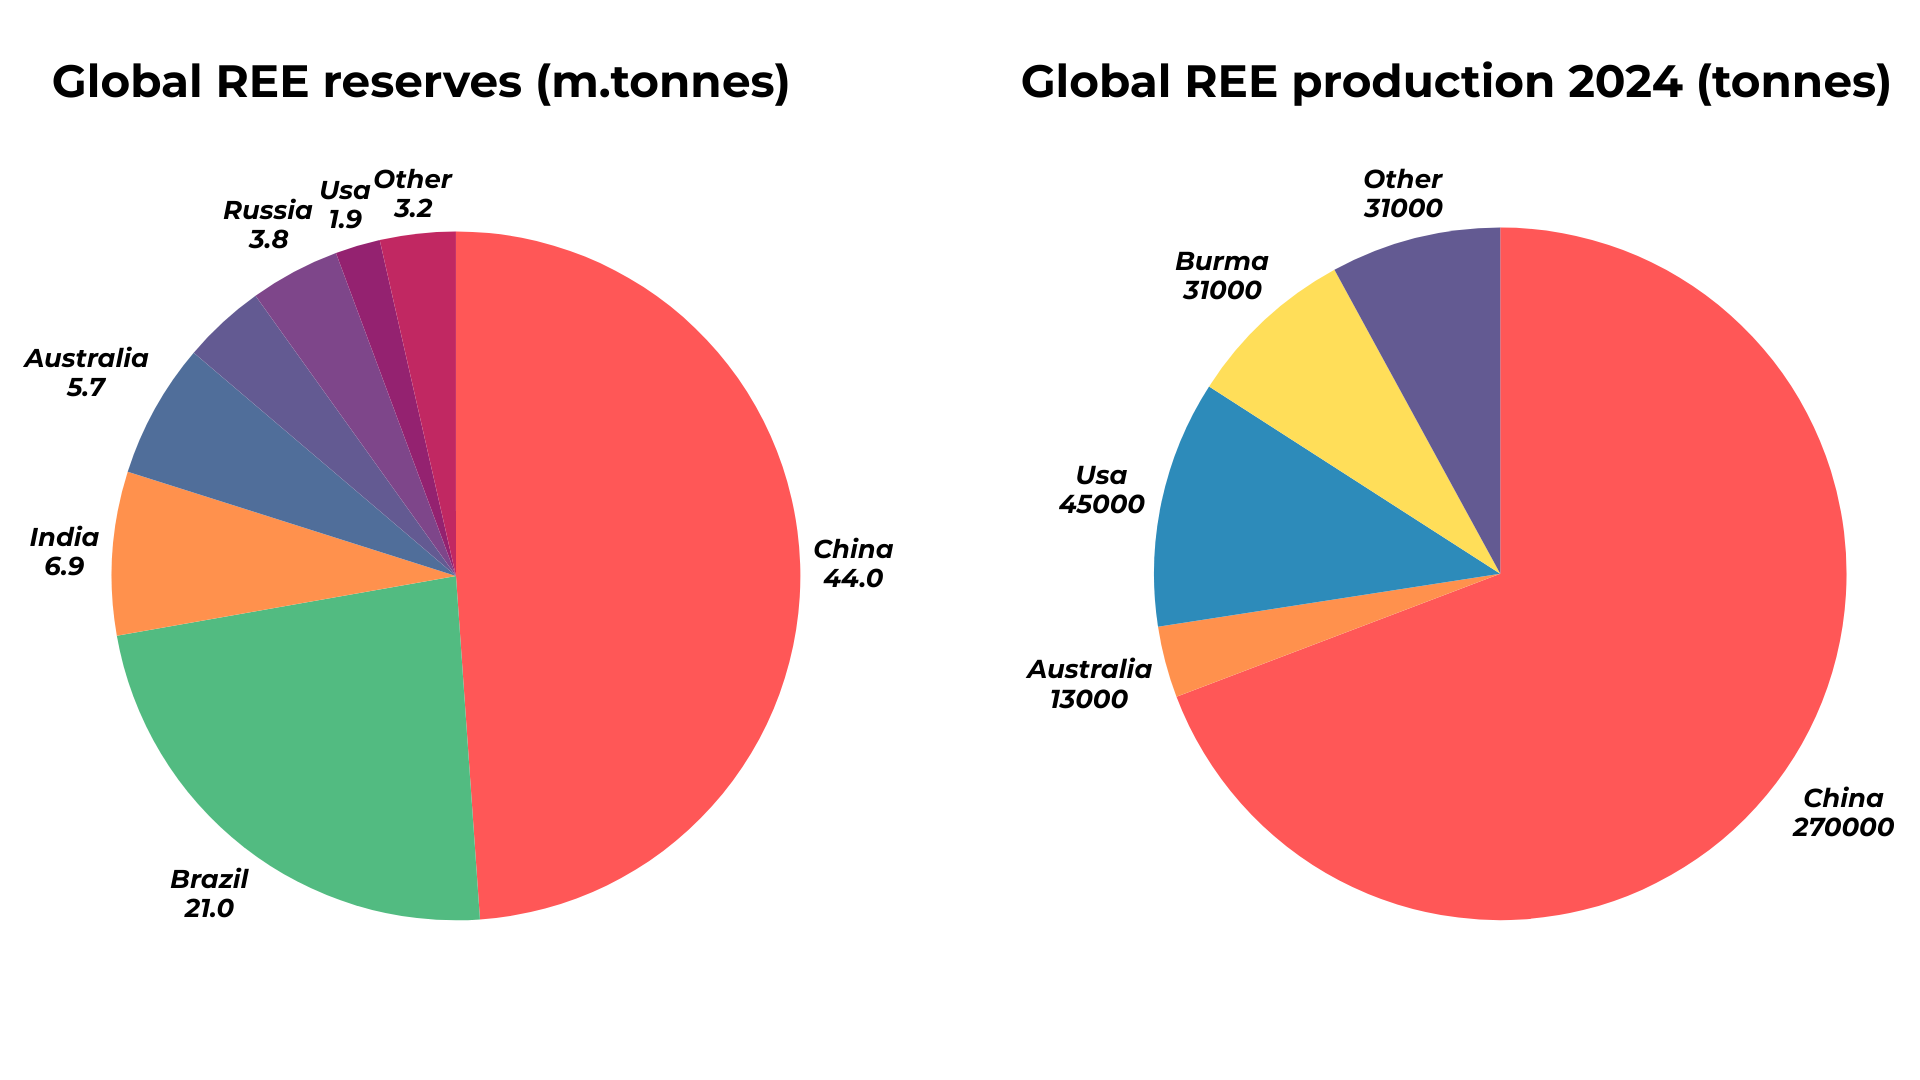 Global REE reserves (m.tonnes)
Other
3.2
Usa
1.9
Russia
3.8
Australia
5.7
India
6.9
China
44.0
Brazil
21.0
Global REE production 2024 (tonnes)
Other
31000
Burma
31000
Usa
45000
Australia
13000
China
270000